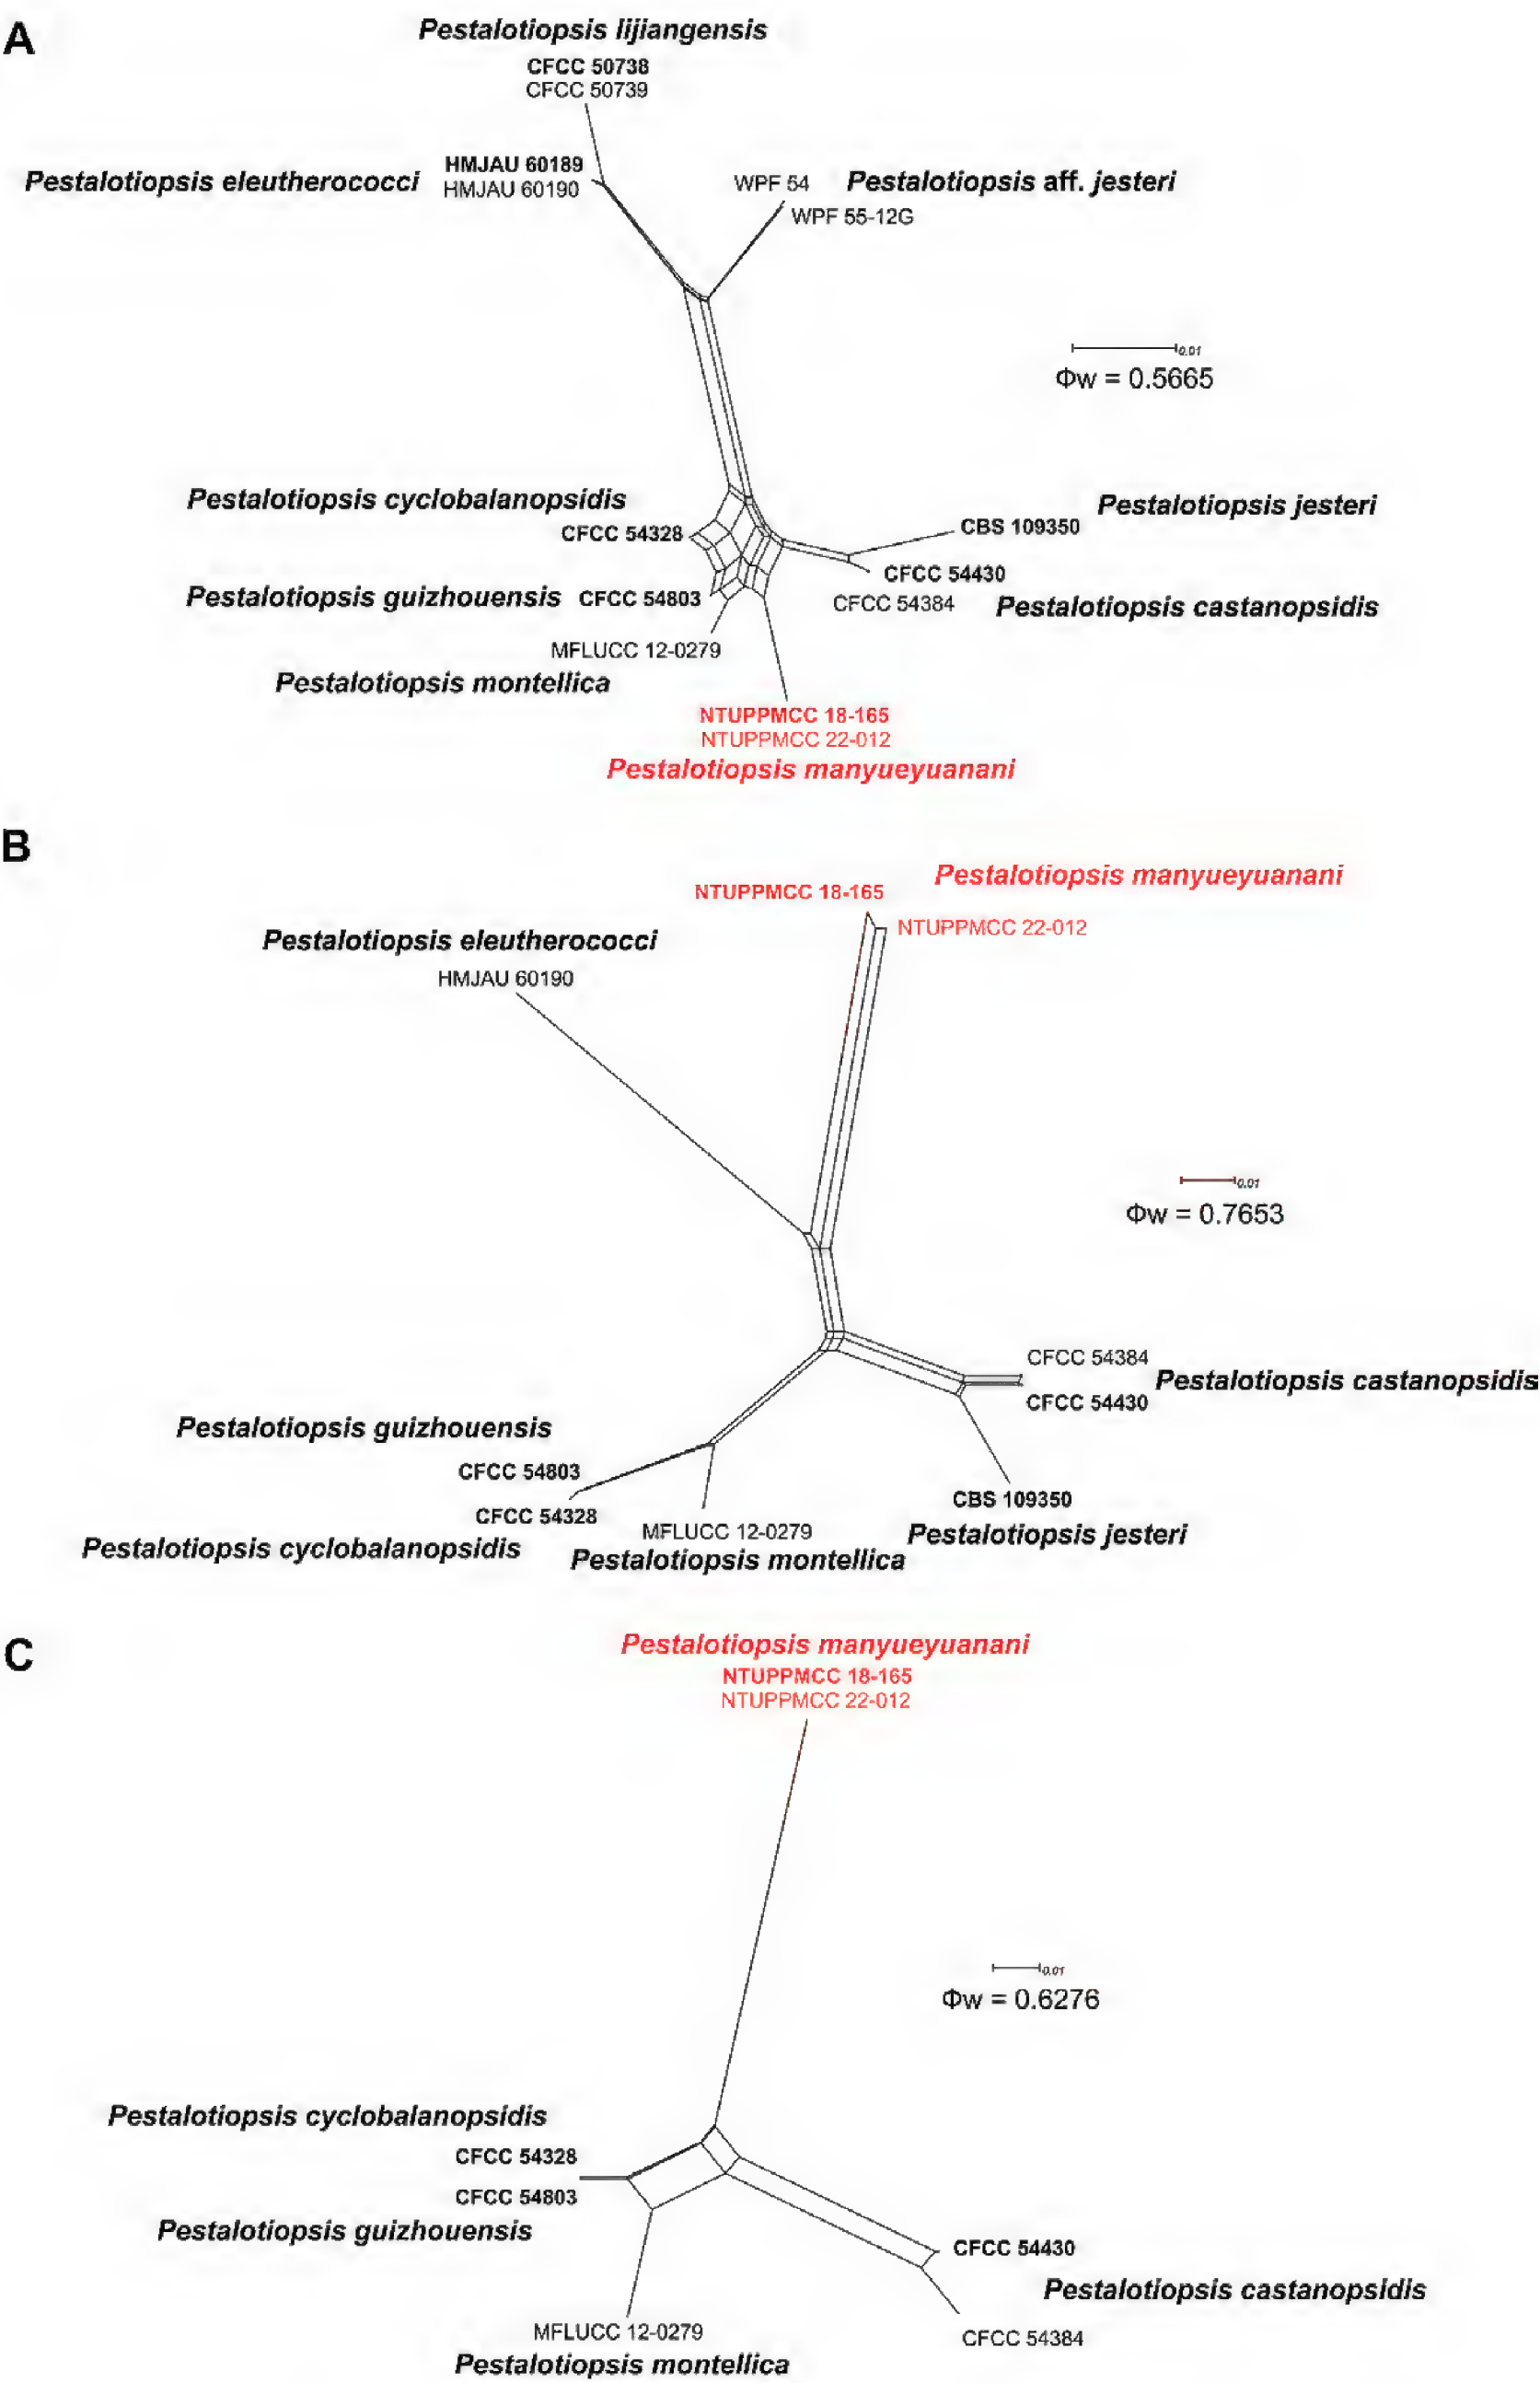 A
Pestalotiopsis lijiangensis
CFCC 50738
CFCC 50739
Pestalotiopsis eleutherococci
HMJAU 60189
HMJAU 60190
WPF 54
Pestalotiopsis aff. jesteri
WPF 55-12G
0.01
Φw = 0.5665
Pestalotiopsis cyclobalanopsidis
CFCC 54328
Pestalotiopsis jesteri
CBS 109350
CFCC 54430
CFCC 54384
Pestalotiopsis castanopsidis
Pestalotiopsis guizhouensis
CFCC 54803
MFLUCC 12-0279
Pestalotiopsis montellica
NTUPPMCC 18-165
NTUPPMCC 22-012
Pestalotiopsis manyueyuanani
B
Pestalotiopsis manyueyuanani
NTUPPMCC 18-165
NTUPPMCC 22-012
Pestalotiopsis eleutherococci
HMJAU 60190
0.01
Φw = 0.7653
CFCC 54384
Pestalotiopsis castanopsidis
CFCC 54430
Pestalotiopsis guizhouensis
CFCC 54803
CFCC 54328
Pestalotiopsis cyclobalanopsidis
MFLUCC 12-0279
Pestalotiopsis montellica
CBS 109350
Pestalotiopsis jesteri
C
Pestalotiopsis manyueyuanani
NTUPPMCC 18-165
NTUPPMCC 22-012
0.01
Φw = 0.6276
Pestalotiopsis cyclobalanopsidis
CFCC 54328
CFCC 54803
Pestalotiopsis guizhouensis
CFCC 54430
Pestalotiopsis castanopsidis
CFCC 54384
MFLUCC 12-0279
Pestalotiopsis montellica